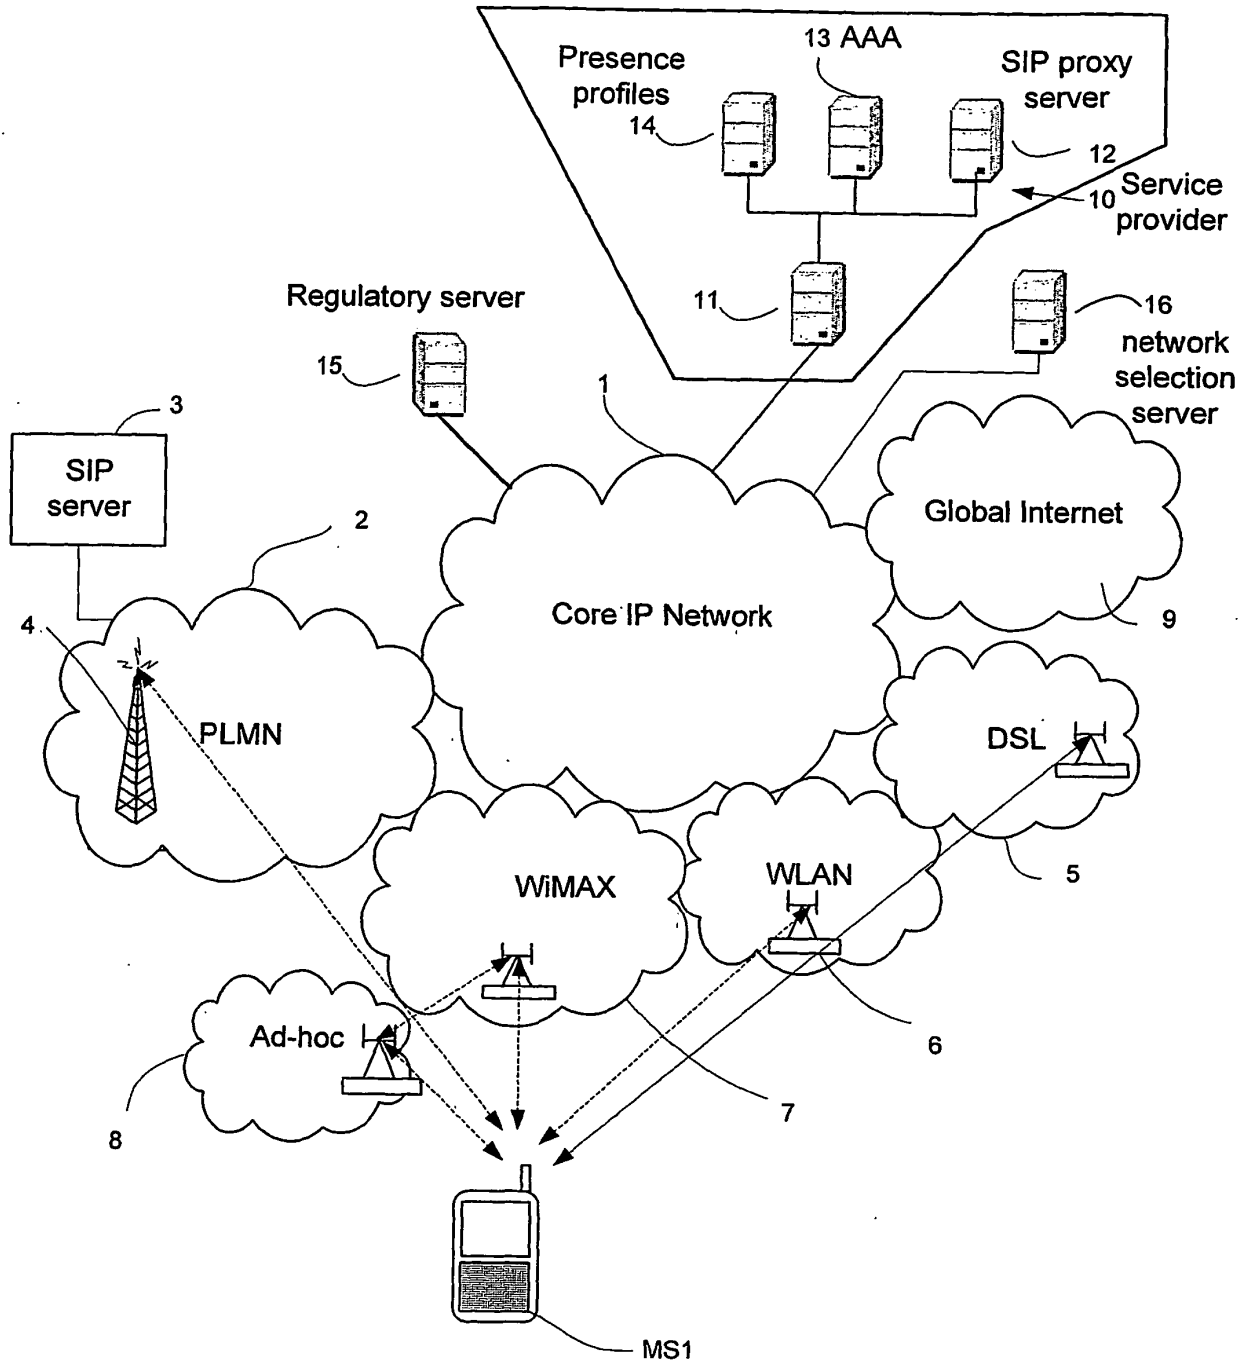 13 AAA
Presence
profiles
14
SIP proxy
server
12
10
Service
provider
11
Regulatory server
15
16
network
selection
server
1
3
SIP
server
2
Global Internet
9
Core IP Network
4
PLMN
DSL
5
WiMAX
WLAN
6
7
Ad-hoc
8
MS1